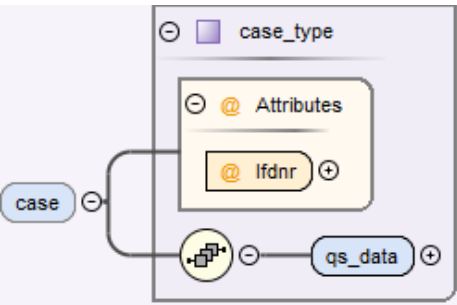 case_type
@ Attributes
@ lfdnr
case
qs_data